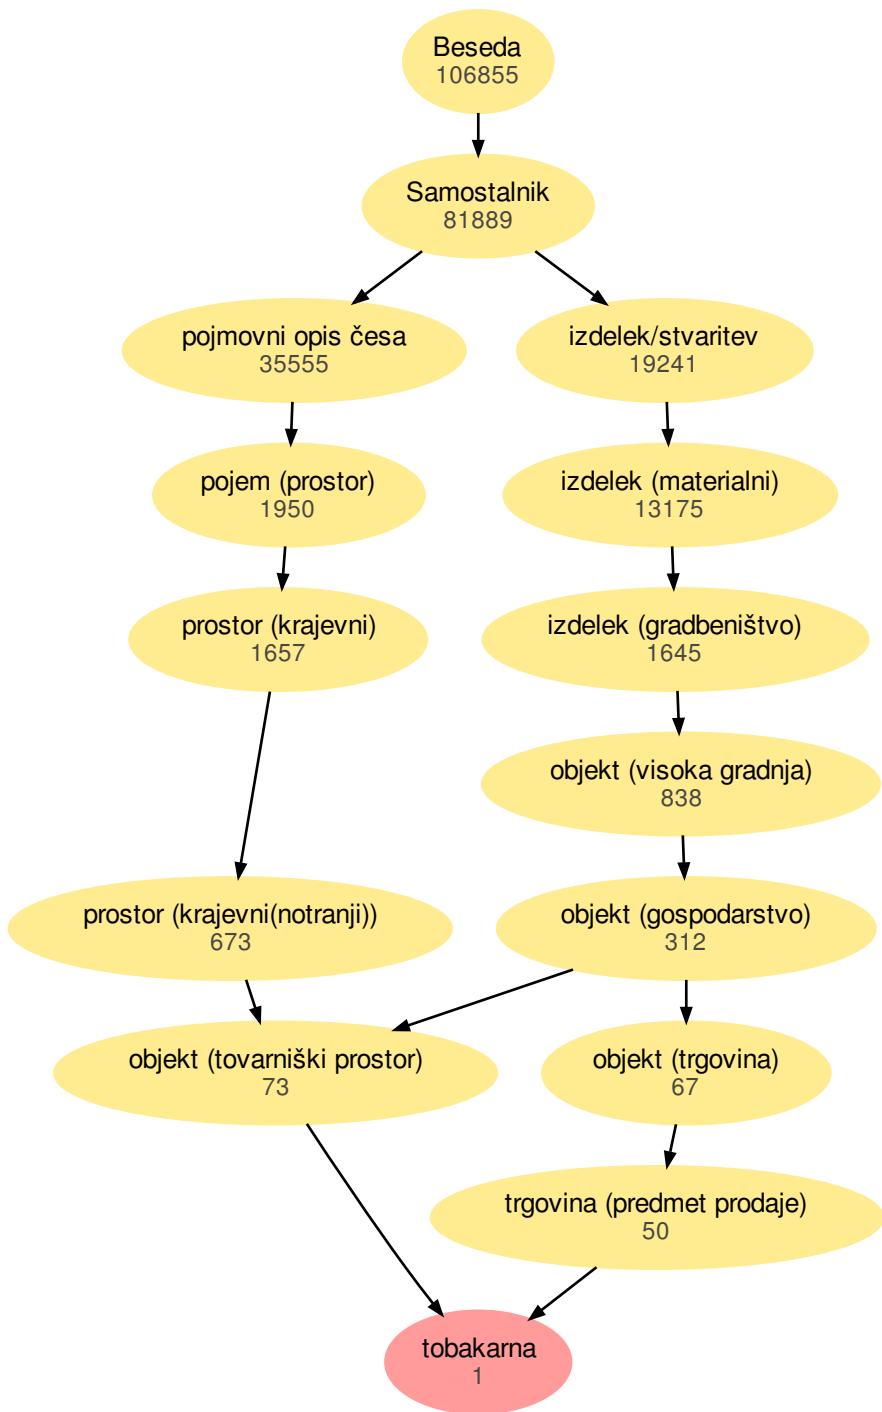 Beseda
106855
Samostalnik
81889
pojmovni opis česa
35555
izdelek/stvaritev
19241
pojem (prostor)
1950
izdelek (materialni)
13175
prostor (krajevni)
1657
izdelek (gradbeništvo)
1645
objekt (visoka gradnja)
838
prostor (krajevni(notranji))
673
objekt (gospodarstvo)
312
objekt (tovarniški prostor)
73
objekt (trgovina)
67
trgovina (predmet prodaje)
50
tobakarna
1